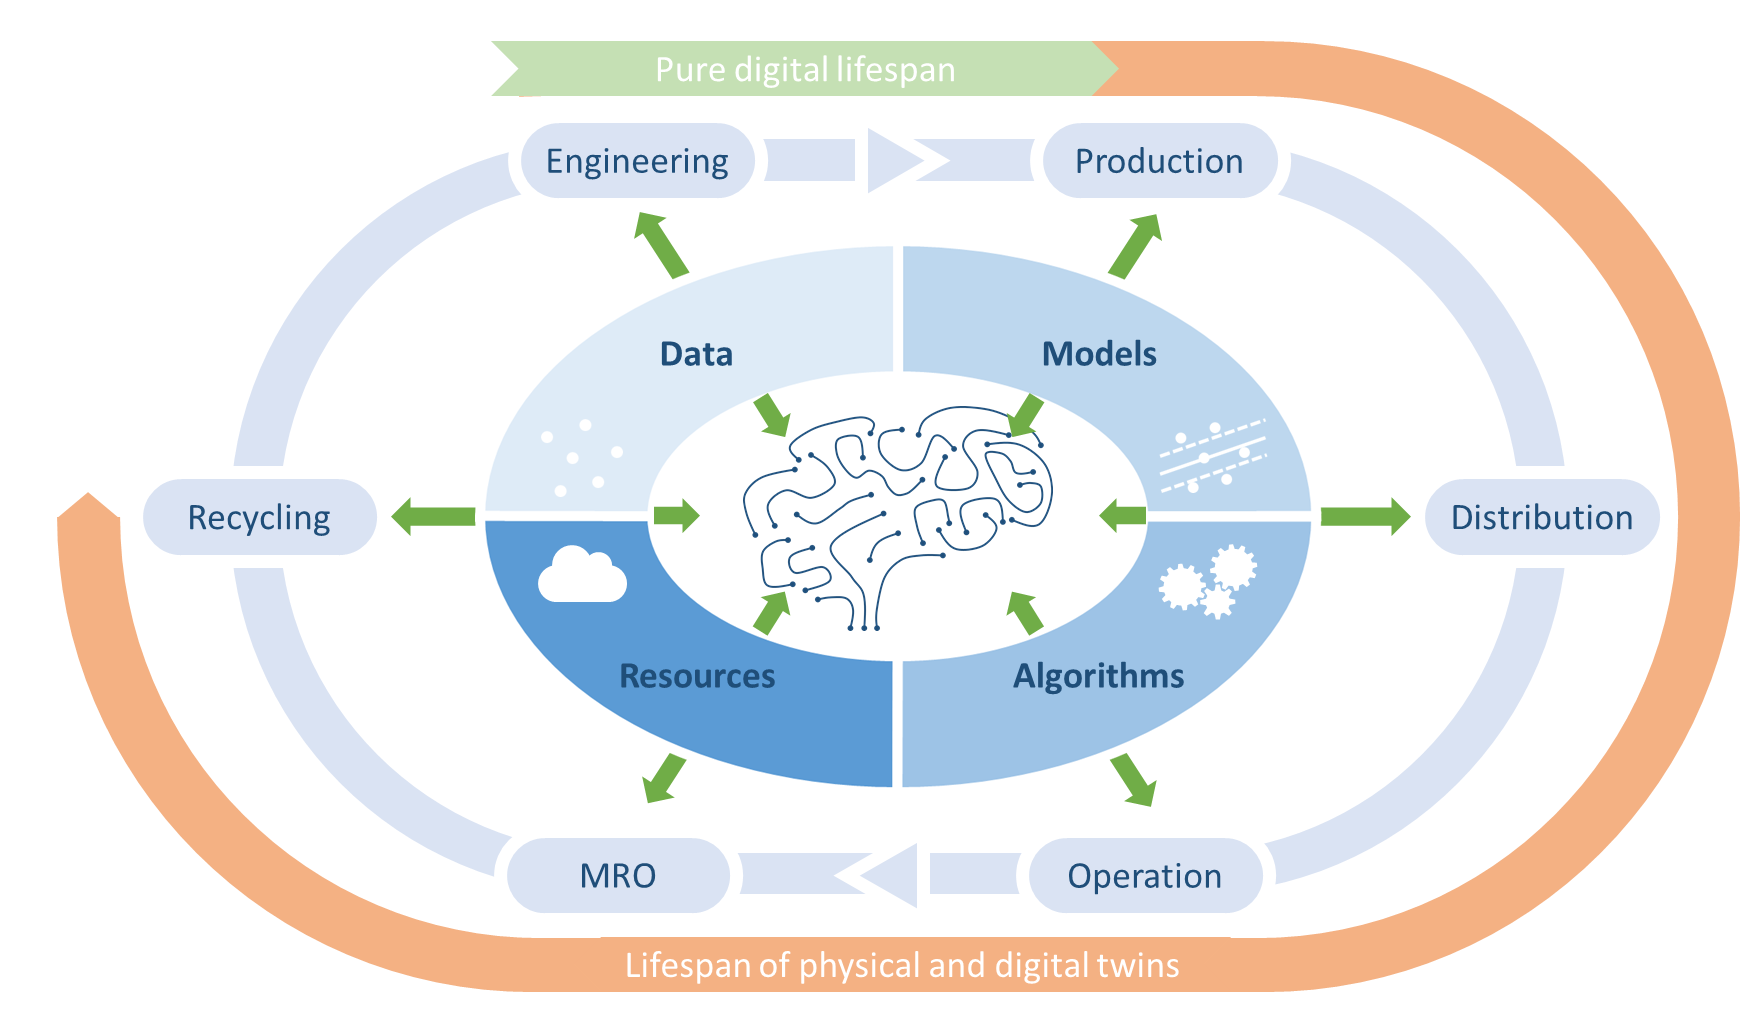 Pure digital lifespan
Engineering
Production
Data
Models
Recycling
Distribution
Resources
Algorithms
MRO
Operation
Lifespan of physical and digital twins